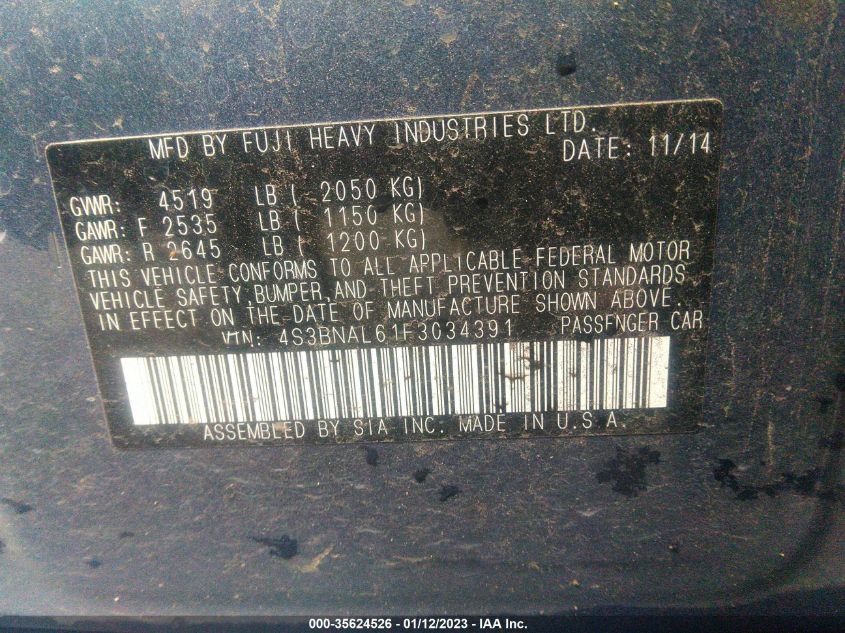 MFD BY FUJI HEAVY INDUSTRIES LTD.
DATE: 11/14
GVWR: 4519 LB ( 2050 KG)
GAWR: F 2535 LB ( 1150 KG)
GAWR: R 2645 LB ( 1200 KG)
THIS VEHICLE CONFORMS TO ALL APPLICABLE FEDERAL MOTOR
VEHICLE SAFETY,BUMPER,AND THEFT PREVENTION STANDARDS
IN EFFECT ON THE DATE OF MANUFACTURE SHOWN ABOVE.
VIN: 4S3BNAL61F3034391 PASSENGER CAR
ASSEMBLED BY SIA INC. MADE IN U.S.A.
000-35624526 - 01/12/2023 - IAA Inc.